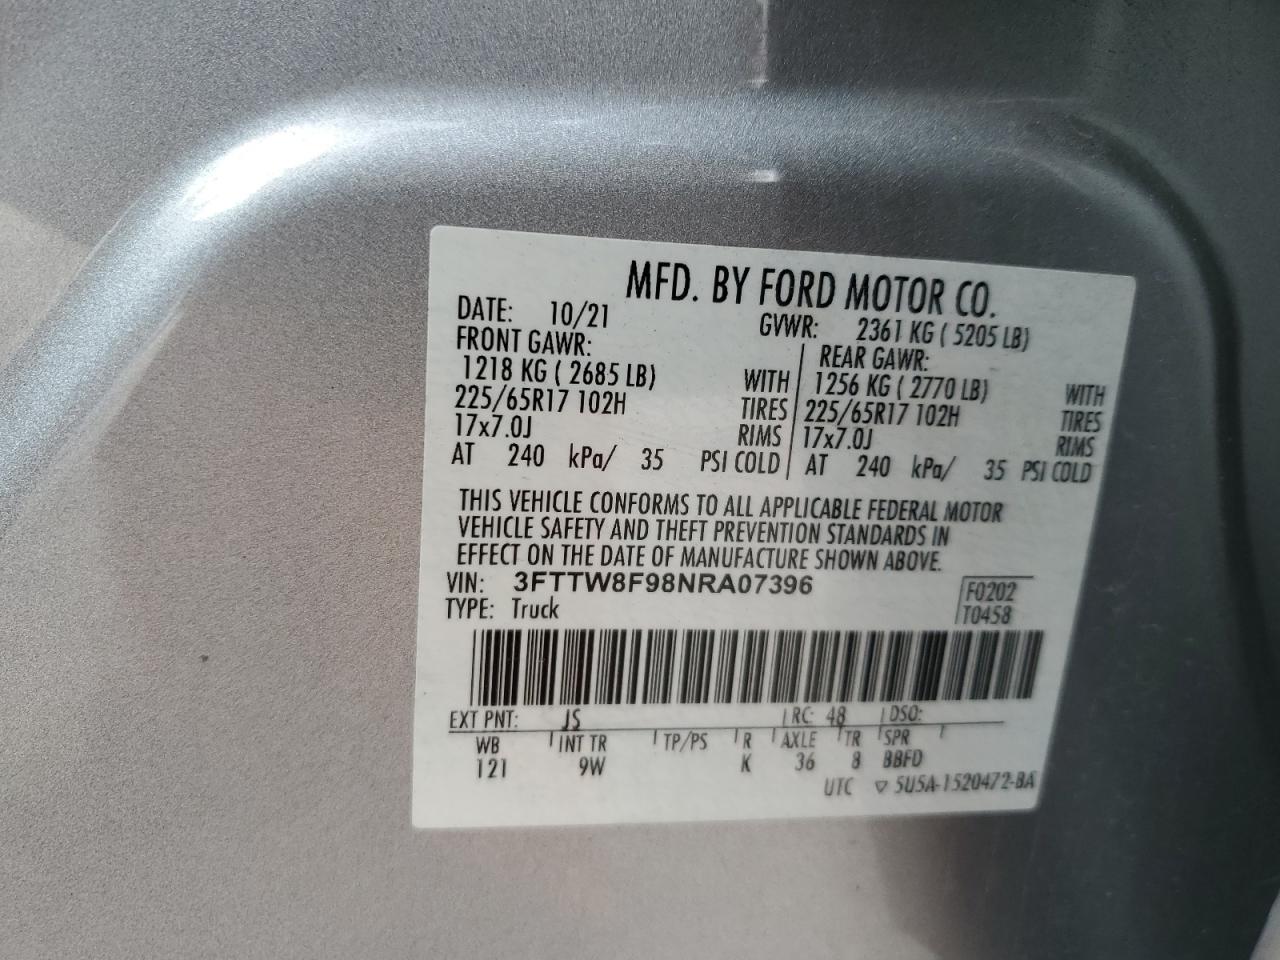 MFD. BY FORD MOTOR CO.
DATE: 10/21 GVWR: 2361 KG ( 5205 LB)
FRONT GAWR: REAR GAWR:
1218 KG ( 2685 LB) WITH 1256 KG ( 2770 LB) WITH
225/65R17 102H TIRES 225/65R17 102H TIRES
17x7.0J RIMS 17x7.0J RIMS
AT 240 kPa/ 35 PSI COLD AT 240 kPa/ 35 PSI COLD
THIS VEHICLE CONFORMS TO ALL APPLICABLE FEDERAL MOTOR
VEHICLE SAFETY AND THEFT PREVENTION STANDARDS IN
EFFECT ON THE DATE OF MANUFACTURE SHOWN ABOVE.
VIN: 3FTTW8F98NRA07396 F0202
TYPE: Truck T0458
EXT PNT: JS RC: 48 DSO:
WB INT TR TP/PS R AXLE TR SPR
121 9W K 36 8 BBFD
UTC ▽ 5U5A-1520472-BA